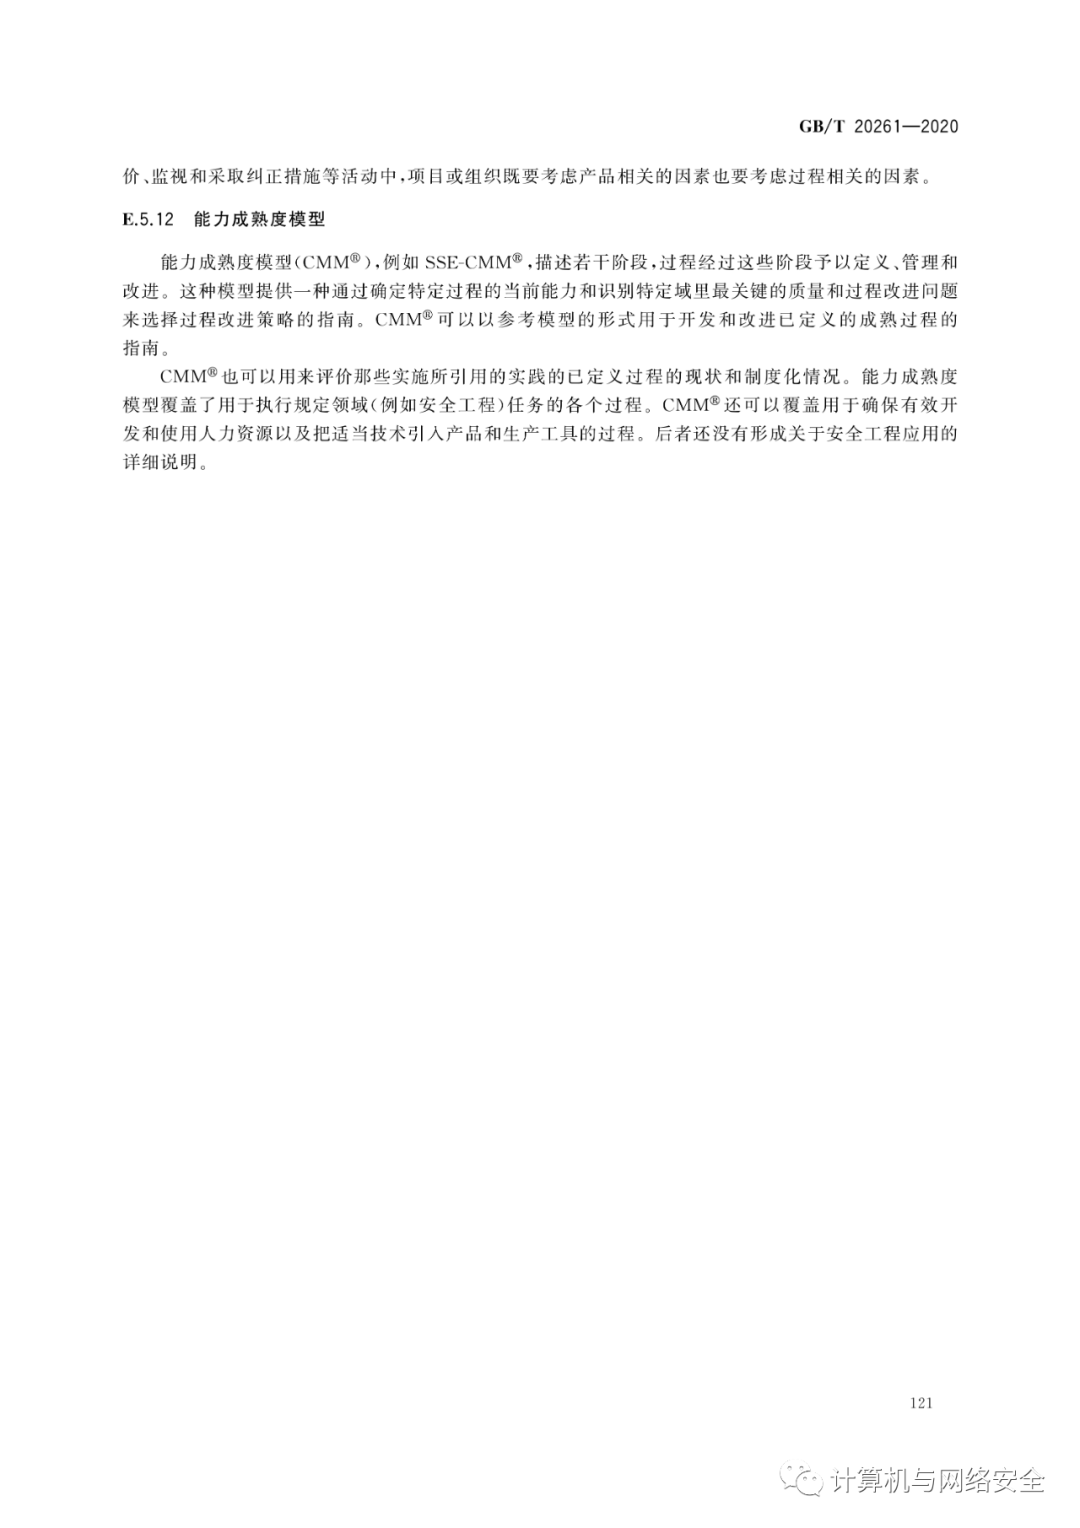 GB/T 20261—2020
价、监视和采取纠正措施等活动中,项目或组织既要考虑产品相关的因素也要考虑过程相关的因素。
E.5.12 能力成熟度模型
能力成熟度模型(CMM®),例如 SSE-CMM®,描述若干阶段,过程经过这些阶段予以定义、管理和
改进。这种模型提供一种通过确定特定过程的当前能力和识别特定域里最关键的质量和过程改进问题
来选择过程改进策略的指南。CMM®可以以参考模型的形式用于开发和改进已定义的成熟过程的
指南。
CMM®也可以用来评价那些实施所引用的实践的已定义过程的现状和制度化情况。能力成熟度
模型覆盖了用于执行规定领域(例如安全工程)任务的各个过程。CMM®还可以覆盖用于确保有效开
发和使用人力资源以及把适当技术引入产品和生产工具的过程。后者还没有形成关于安全工程应用的
详细说明。
121
计算机与网络安全